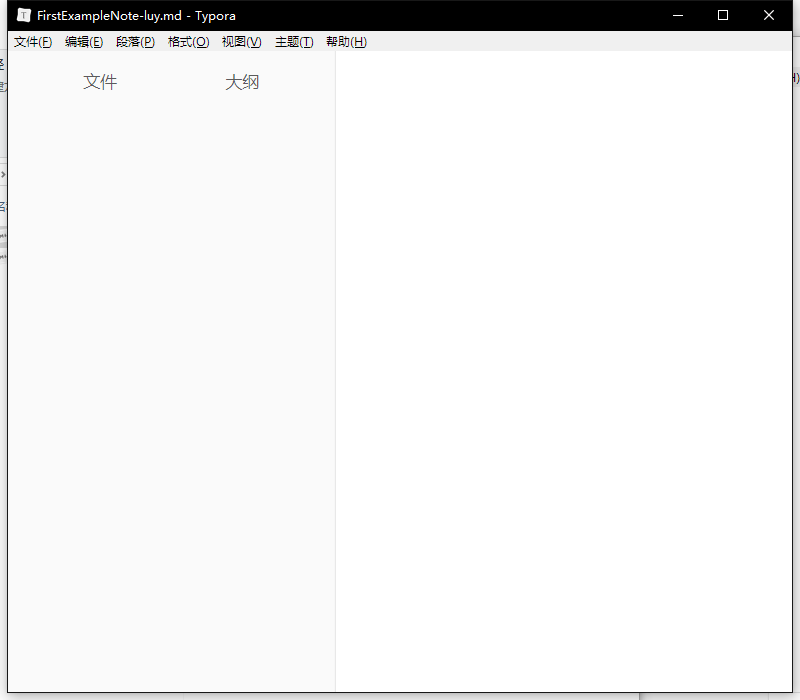 FirstExampleNote-luy.md - Typora
文件(F) 编辑(E) 段落(P) 格式(O) 视图(V) 主题(T) 帮助(H)
文件 大纲